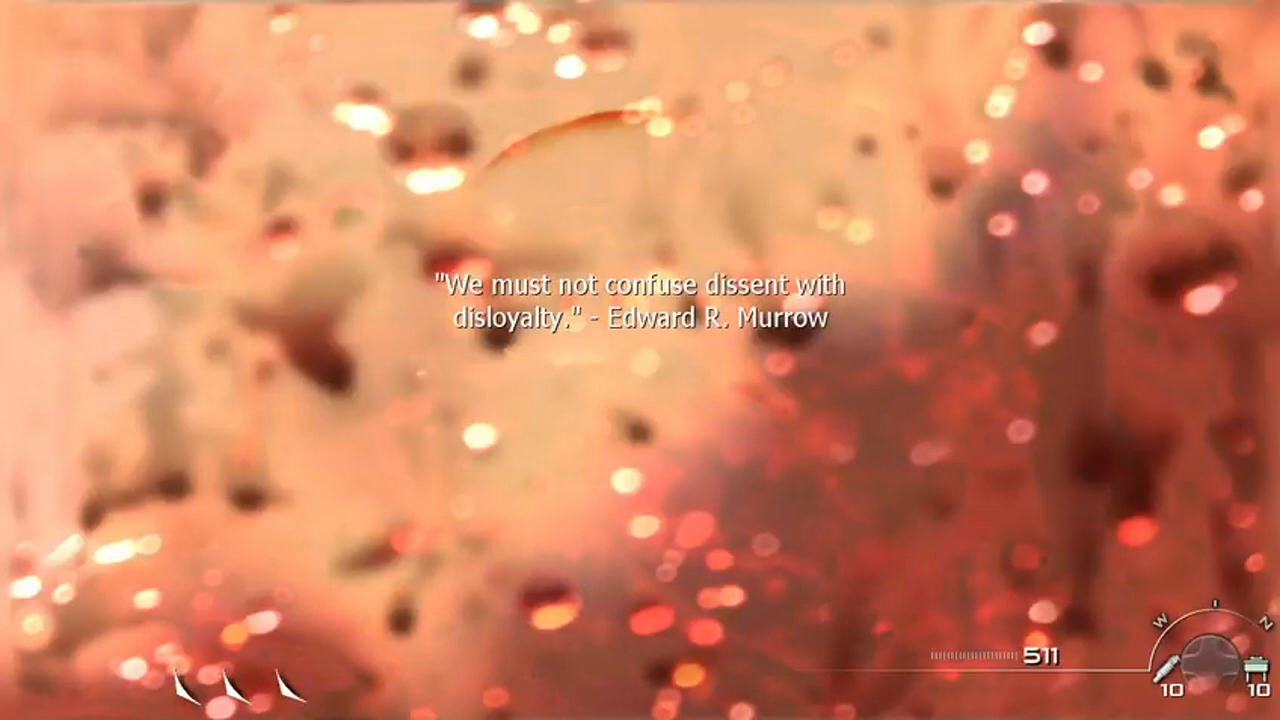 "We must not confuse dissent with
disloyalty." - Edward R. Murrow
511
W
N
10
10